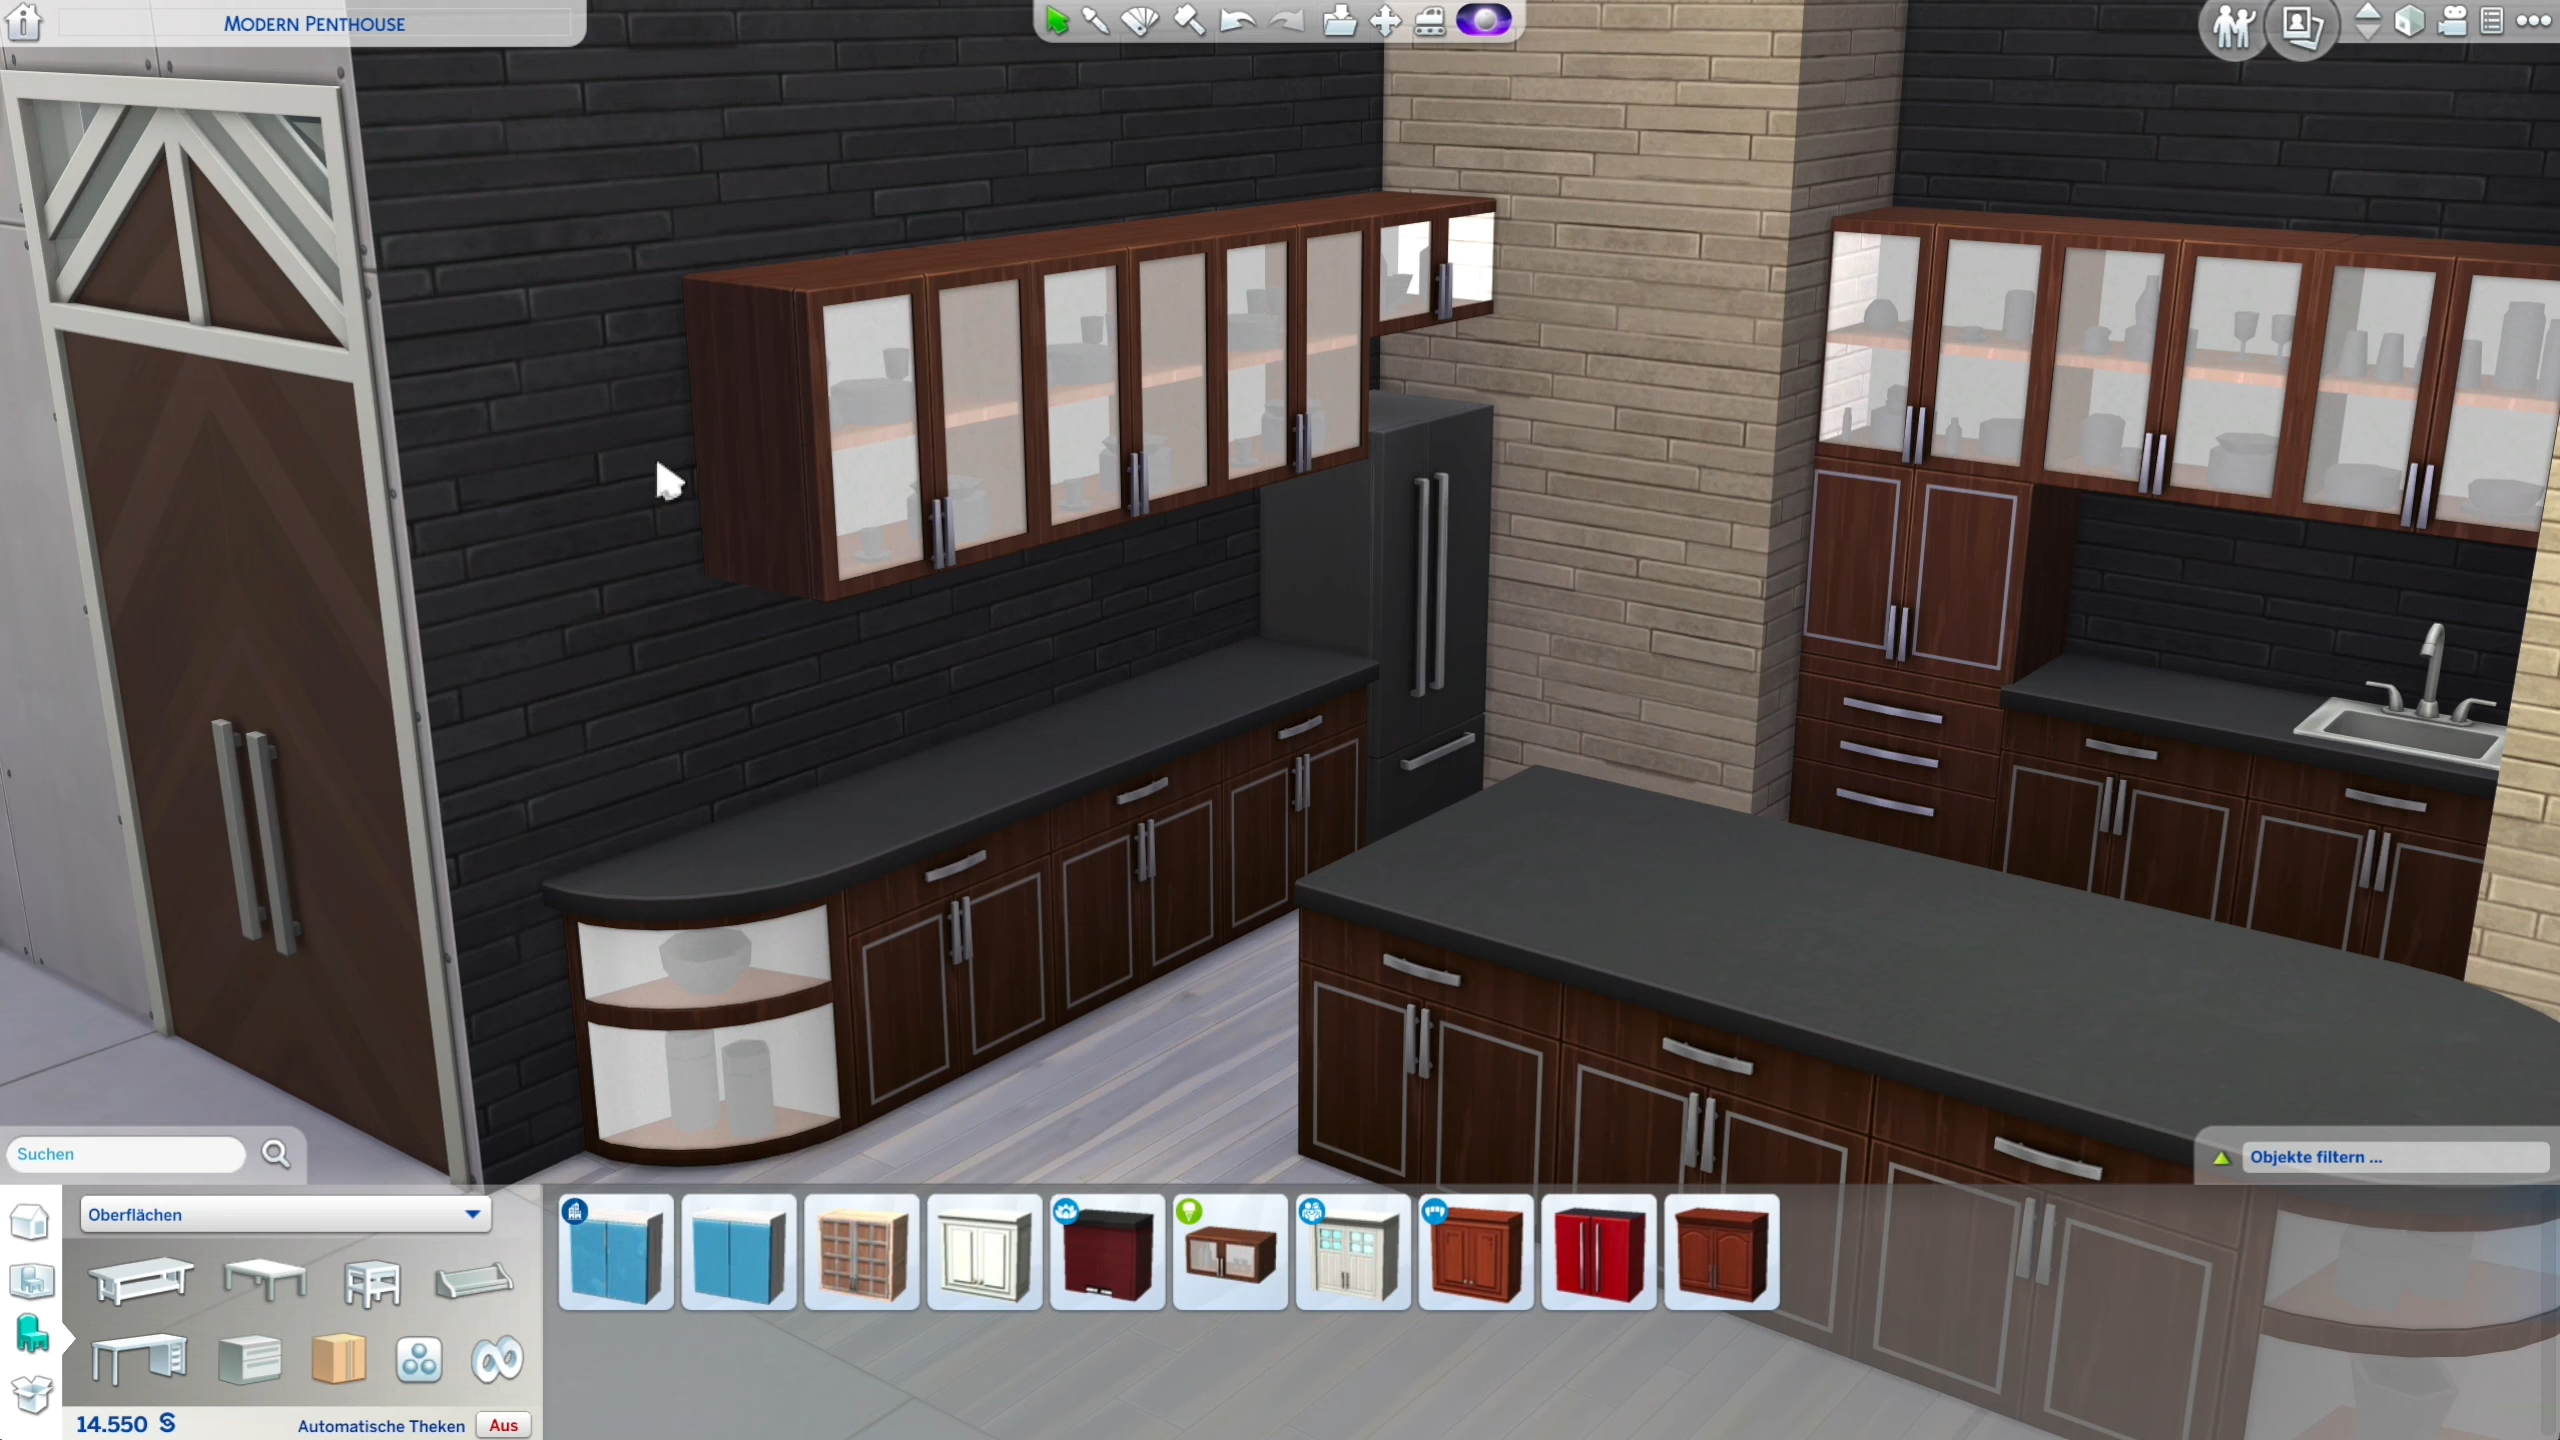 MODERN PENTHOUSE
Suchen
Objekte filtern ...
Oberflächen
14.550
Automatische Theken
Aus